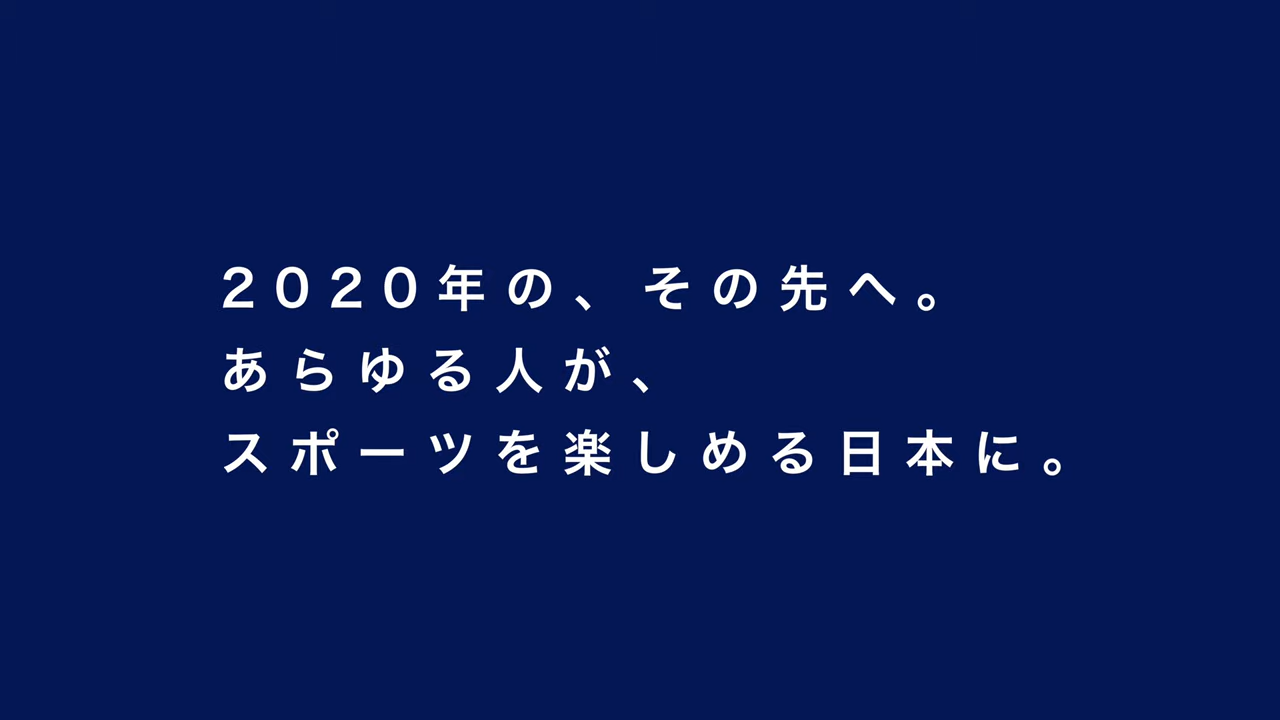 2020年の、その先へ。
あらゆる人が、
スポーツを楽しめる日本に。